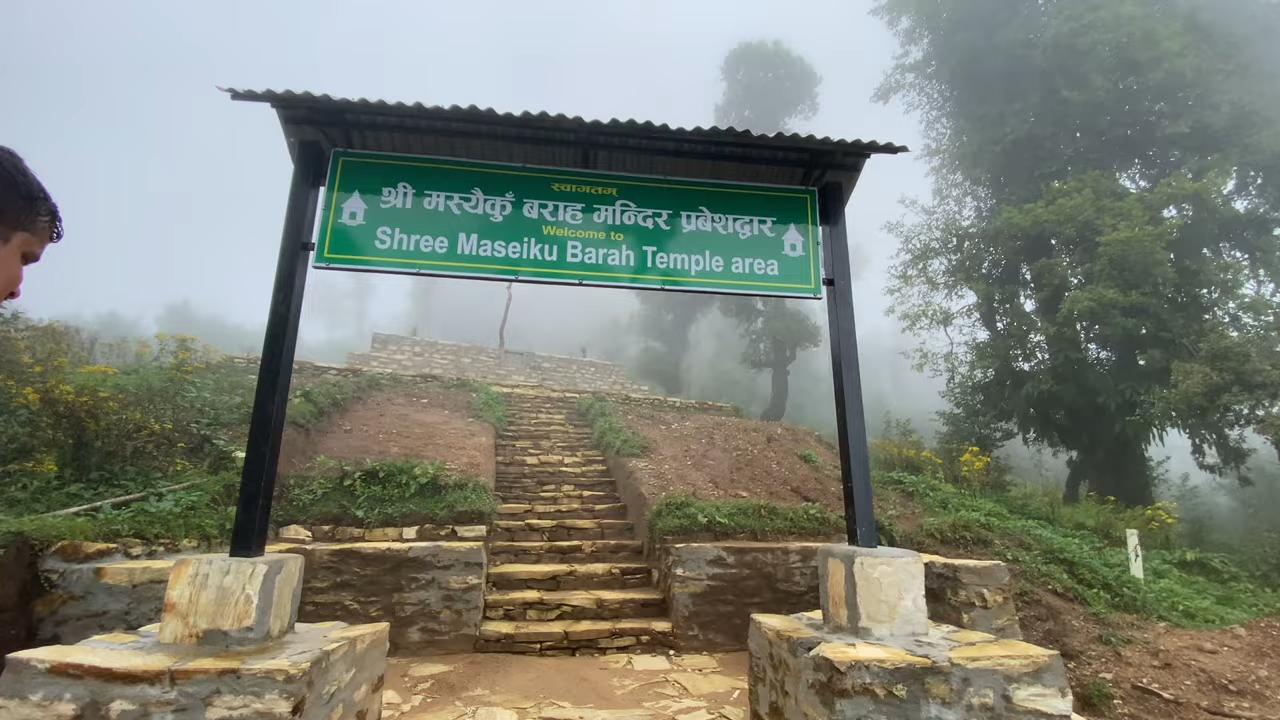 स्वागतम्
श्री मस्यैकुँ बराह मन्दिर प्रबेशद्वार
Welcome to
Shree Maseiku Barah Temple area